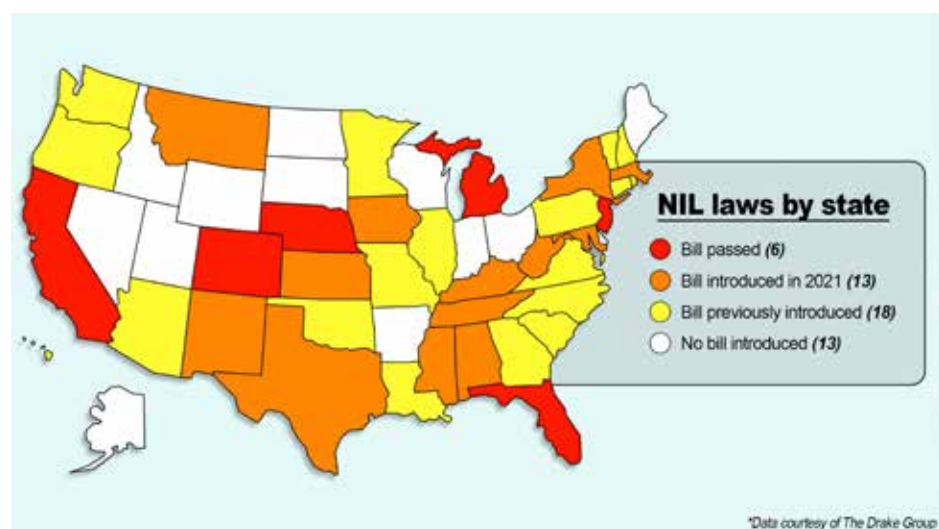 NIL laws by state
Bill passed (6)
Bill introduced in 2021 (13)
Bill previously introduced (18)
No bill introduced (13)
*Data courtesy of The Drake Group